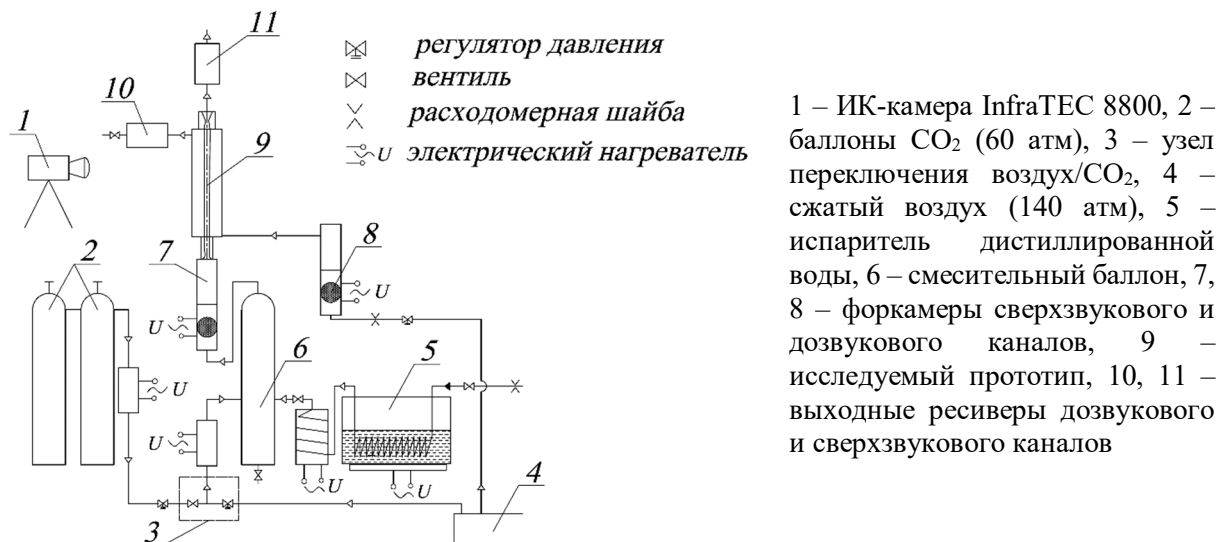 11
регулятор давления
вентиль
расходомерная шайба
U электрический нагреватель
10
1
9
2
7
8
U
U
6
5
U
U
U
U
4
3
1 – ИК-камера InfraTEC 8800, 2 –
баллоны CO₂ (60 атм), 3 – узел
переключения воздух/CO₂, 4 –
сжатый воздух (140 атм), 5 –
испаритель дистиллированной
воды, 6 – смесительный баллон, 7,
8 – форкамеры сверхзвукового и
дозвукового каналов, 9 –
исследуемый прототип, 10, 11 –
выходные ресиверы дозвукового
и сверхзвукового каналов